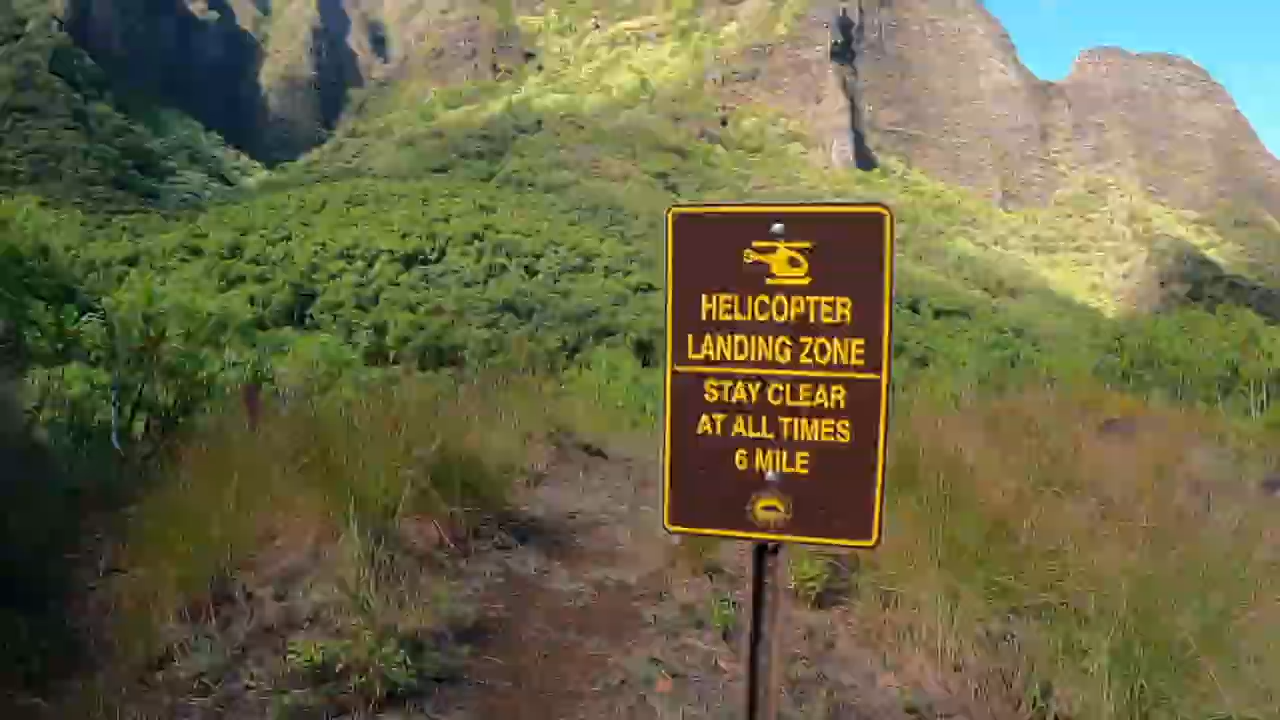 HELICOPTER
LANDING ZONE
STAY CLEAR
AT ALL TIMES
6 MILE